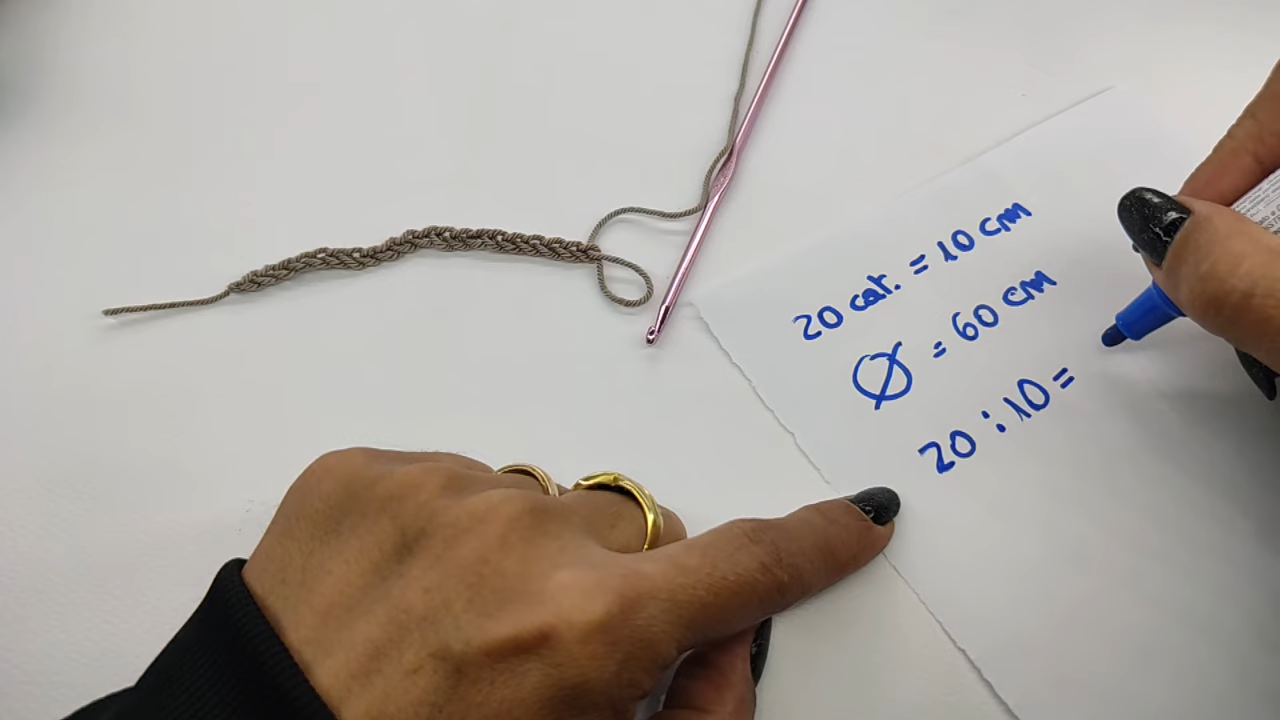 20 cat. = 10 cm
Ø = 60 cm
20 : 10 =